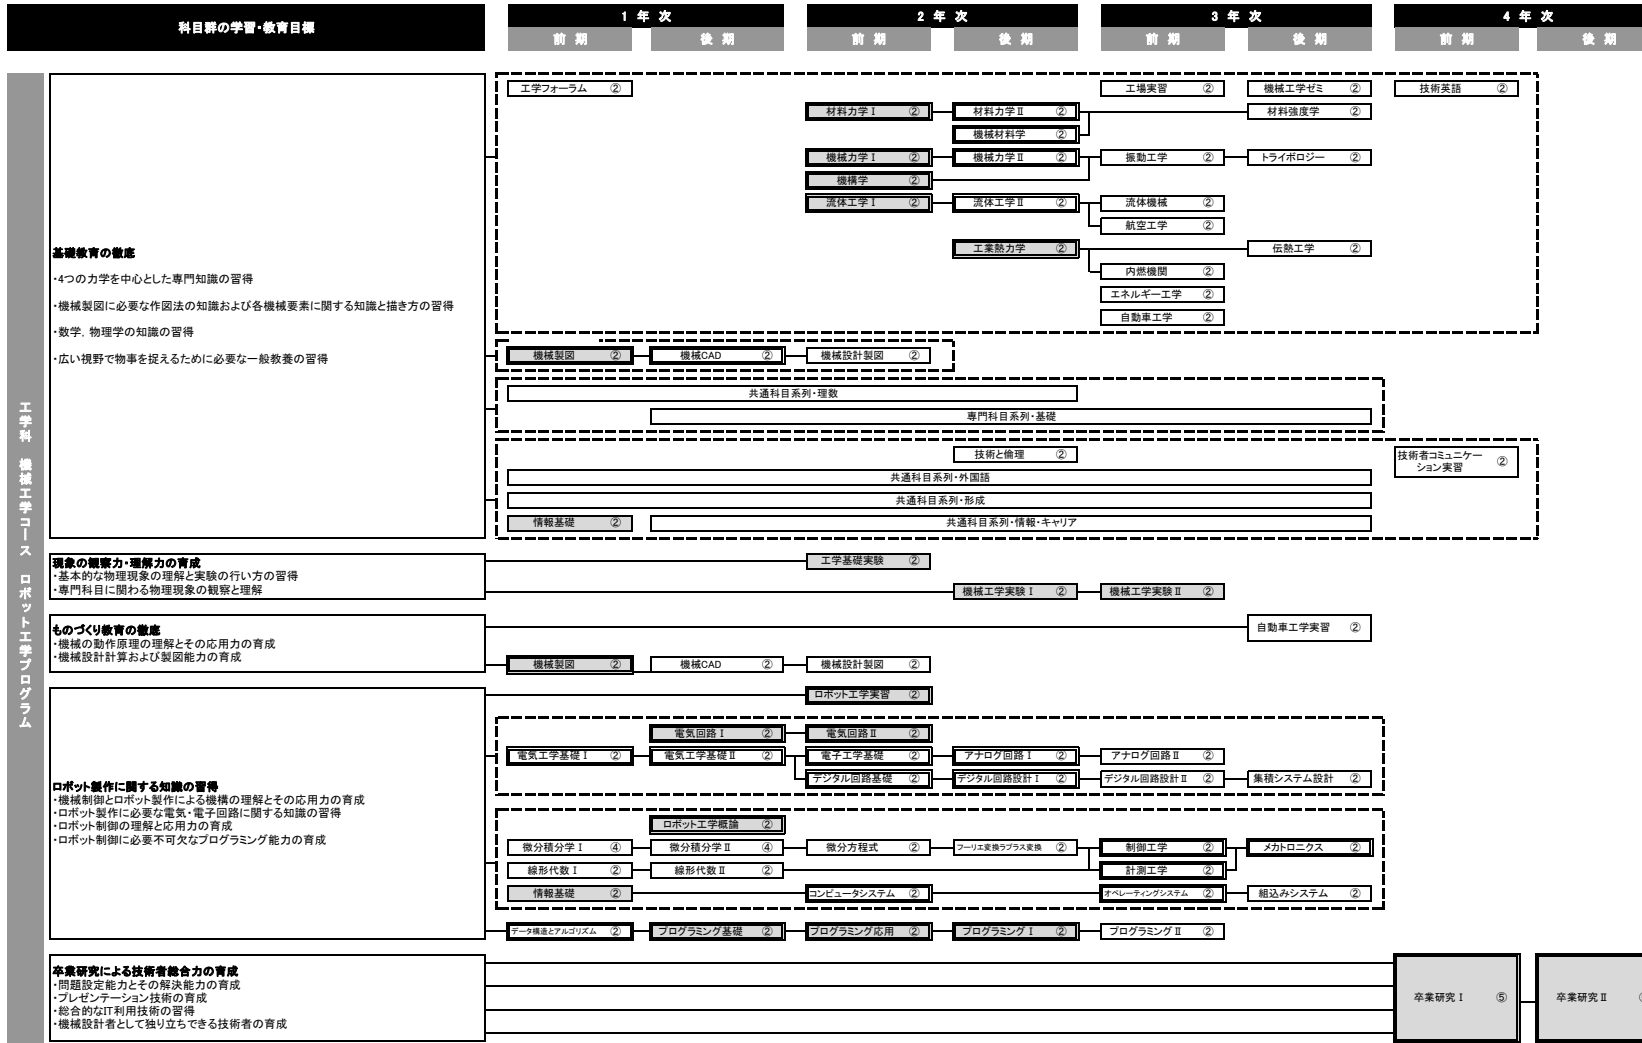 科目群の学習・教育目標
1 年 次
2 年 次
3 年 次
4 年 次
前 期
後 期
前 期
後 期
前 期
後 期
前 期
後 期
工学科 機械工学コース ロボット工学プログラム
基礎教育の徹底
・4つの力学を中心とした専門知識の習得
・機械製図に必要な作図法の知識および各機械要素に関する知識と描き方の習得
・数学，物理学の知識の習得
・広い視野で物事を捉えるために必要な一般教養の習得
工学フォーラム ②
工場実習 ②
機械工学ゼミ ②
技術英語 ②
材料力学Ⅰ ②
材料力学Ⅱ ②
材料強度学 ②
機械材料学 ②
機械力学Ⅰ ②
機械力学Ⅱ ②
振動工学 ②
トライボロジー ②
機構学 ②
流体工学Ⅰ ②
流体工学Ⅱ ②
流体機械 ②
航空工学 ②
工業熱力学 ②
伝熱工学 ②
内燃機関 ②
エネルギー工学 ②
自動車工学 ②
機械製図 ②
機械CAD ②
機械設計製図 ②
共通科目系列・理数
専門科目系列・基礎
技術と倫理 ②
技術者コミュニケー
ション実習 ②
共通科目系列・外国語
共通科目系列・形成
情報基礎 ②
共通科目系列・情報・キャリア
現象の観察力・理解力の育成
・基本的な物理現象の理解と実験の行い方の習得
・専門科目に関わる物理現象の観察と理解
工学基礎実験 ②
機械工学実験Ⅰ ②
機械工学実験Ⅱ ②
ものづくり教育の徹底
・機械の動作原理の理解とその応用力の育成
・機械設計計算および製図能力の育成
自動車工学実習 ②
機械製図 ②
機械CAD ②
機械設計製図 ②
ロボット製作に関する知識の習得
・機械制御とロボット製作による機構の理解とその応用力の育成
・ロボット製作に必要な電気・電子回路に関する知識の習得
・ロボット制御の理解と応用力の育成
・ロボット制御に必要不可欠なプログラミング能力の育成
ロボット工学実習 ②
電気回路Ⅰ ②
電気回路Ⅱ ②
電気工学基礎Ⅰ ②
電気工学基礎Ⅱ ②
電子工学基礎 ②
アナログ回路Ⅰ ②
アナログ回路Ⅱ ②
デジタル回路基礎 ②
デジタル回路設計Ⅰ ②
デジタル回路設計Ⅱ ②
集積システム設計 ②
ロボット工学概論 ②
微分積分学Ⅰ ④
微分積分学Ⅱ ④
微分方程式 ②
フーリエ変換ラプラス変換 ②
制御工学 ②
メカトロニクス ②
線形代数Ⅰ ②
線形代数Ⅱ ②
計測工学 ②
情報基礎 ②
コンピュータシステム ②
オペレーティングシステム ②
組込みシステム ②
データ構造とアルゴリズム ②
プログラミング基礎 ②
プログラミング応用 ②
プログラミングⅠ ②
プログラミングⅡ ②
卒業研究による技術者総合力の育成
・問題設定能力とその解決能力の育成
・プレゼンテーション技術の育成
・総合的なIT利用技術の習得
・機械設計者として独り立ちできる技術者の育成
卒業研究Ⅰ ⑤
卒業研究Ⅱ